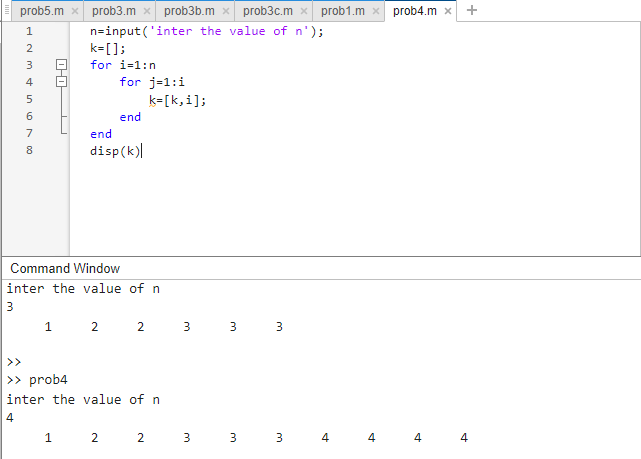 prob5.m × prob3.m × prob3b.m × prob3c.m × prob1.m × prob4.m × +
1 n=input('inter the value of n');
2 k=[];
3 for i=1:n
4 for j=1:i
5 k=[k,i];
6 end
7 end
8 disp(k)
Command Window
inter the value of n
3
1 2 2 3 3 3
>>
>> prob4
inter the value of n
4
1 2 2 3 3 3 4 4 4 4